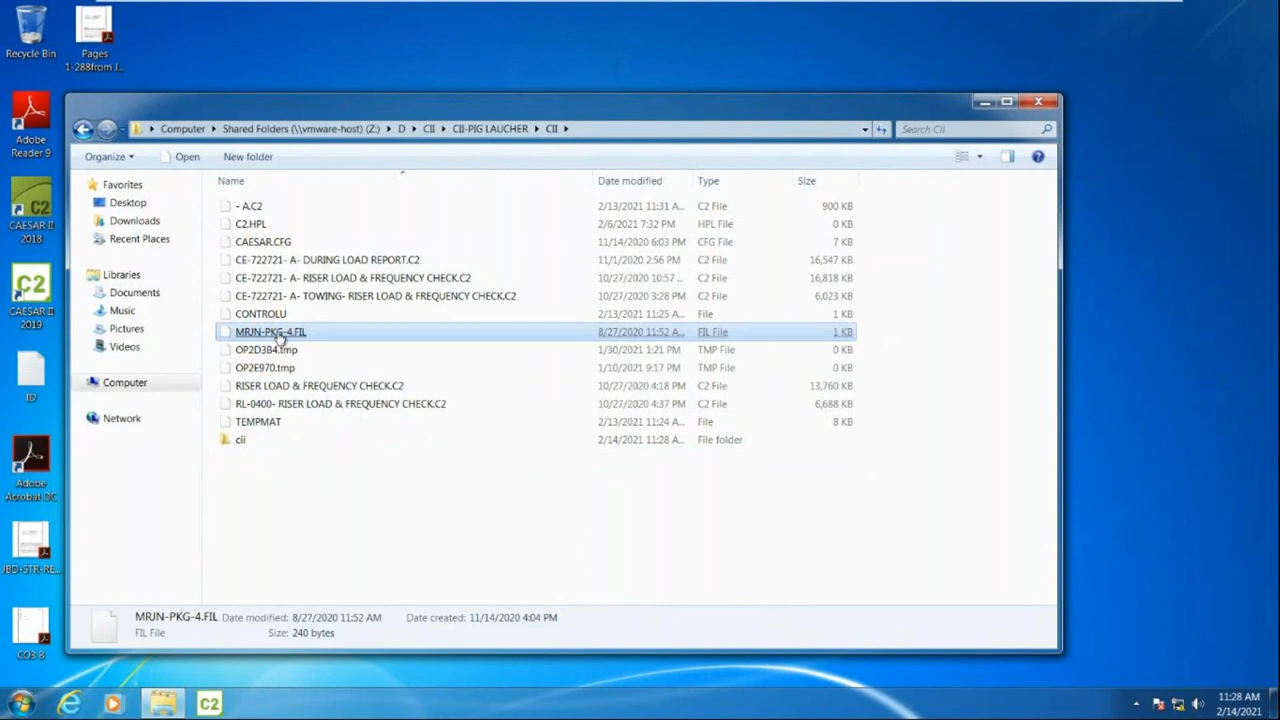 Recycle Bin
Pages
1-288from J...
Adobe
Reader 9
CAESAR II
2018
CAESAR II
2019
ID
Adobe
Acrobat DC
JBD-STR-RE...
CO3 B
Computer Shared Folders (\\vmware-host) (Z:) D CII CII-PIG LAUCHER CII
Search CII
Organize Open New folder
Favorites
Desktop
Downloads
Recent Places
Libraries
Documents
Music
Pictures
Videos
Computer
Network
Name Date modified Type Size
- A.C2 2/13/2021 11:31 A... C2 File 900 KB
C2.HPL 2/6/2021 7:32 PM HPL File 0 KB
CAESAR.CFG 11/14/2020 6:03 PM CFG File 7 KB
CE-722721- A- DURING LOAD REPORT.C2 11/1/2020 2:56 PM C2 File 16,547 KB
CE-722721- A- RISER LOAD & FREQUENCY CHECK.C2 10/27/2020 10:57 ... C2 File 16,818 KB
CE-722721- A- TOWING- RISER LOAD & FREQUENCY CHECK.C2 10/27/2020 3:28 PM C2 File 6,023 KB
CONTROLU 2/13/2021 11:25 A... File 1 KB
MRJN-PKG-4.FIL 8/27/2020 11:52 A... FIL File 1 KB
OP2D3B4.tmp 1/30/2021 1:21 PM TMP File 0 KB
OP2E970.tmp 1/10/2021 9:17 PM TMP File 0 KB
RISER LOAD & FREQUENCY CHECK.C2 10/27/2020 4:18 PM C2 File 13,760 KB
RL-0400- RISER LOAD & FREQUENCY CHECK.C2 10/27/2020 4:37 PM C2 File 6,688 KB
TEMPMAT 2/13/2021 11:24 A... File 8 KB
cii 2/14/2021 11:28 A... File folder
MRJN-PKG-4.FIL Date modified: 8/27/2020 11:52 AM Date created: 11/14/2020 4:04 PM
FIL File Size: 240 bytes
C2
11:28 AM
2/14/2021